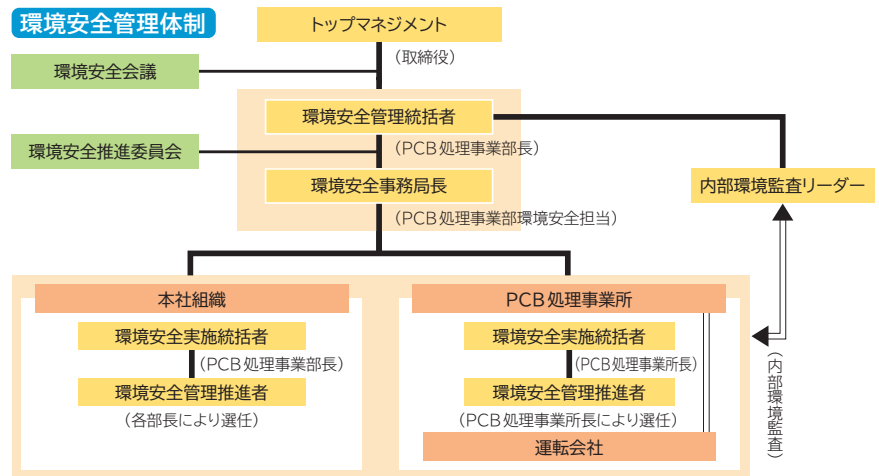 環境安全管理体制
トップマネジメント
(取締役)
環境安全会議
環境安全管理統括者
(PCB処理事業部長)
環境安全推進委員会
環境安全事務局長
(PCB処理事業部環境安全担当)
内部環境監査リーダー
本社組織
環境安全実施統括者
(PCB処理事業部長)
環境安全管理推進者
(各部長により選任)
PCB処理事業所
環境安全実施統括者
(PCB処理事業所長)
環境安全管理推進者
(PCB処理事業所長により選任)
運転会社
(内部環境監査)